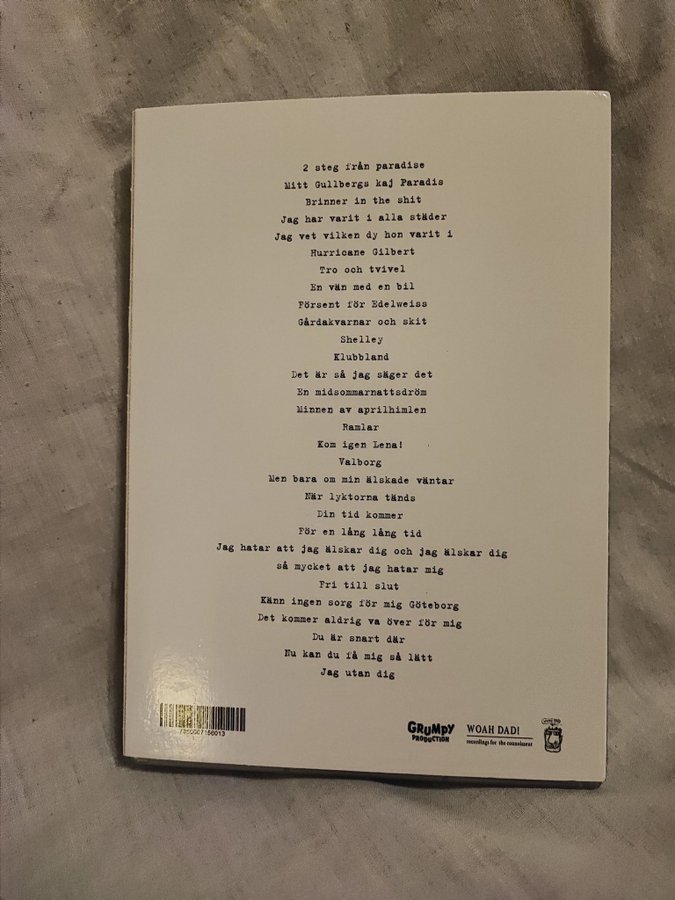 2 steg från paradise
Mitt Gullbergs kaj Paradis
Brinner in the shit
Jag har varit i alla städer
Jag vet vilken dy hon varit i
Hurricane Gilbert
Tro och tvivel
En vän med en bil
Försent för Edelweiss
Gårdakvarnar och skit
Shelley
Klubbland
Det är så jag säger det
En midsommarnattsdröm
Minnen av aprilhimlen
Ramlar
Kom igen Lena!
Valborg
Men bara om min älskade väntar
När lyktorna tänds
Din tid kommer
För en lång lång tid
Jag hatar att jag älskar dig och jag älskar dig
så mycket att jag hatar mig
Fri till slut
Känn ingen sorg för mig Göteborg
Det kommer aldrig va över för mig
Du är snart där
Nu kan du få mig så lätt
Jag utan dig
GRUMPY
PRODUCTION
WOAH DAD!
recordings for the connoisseur